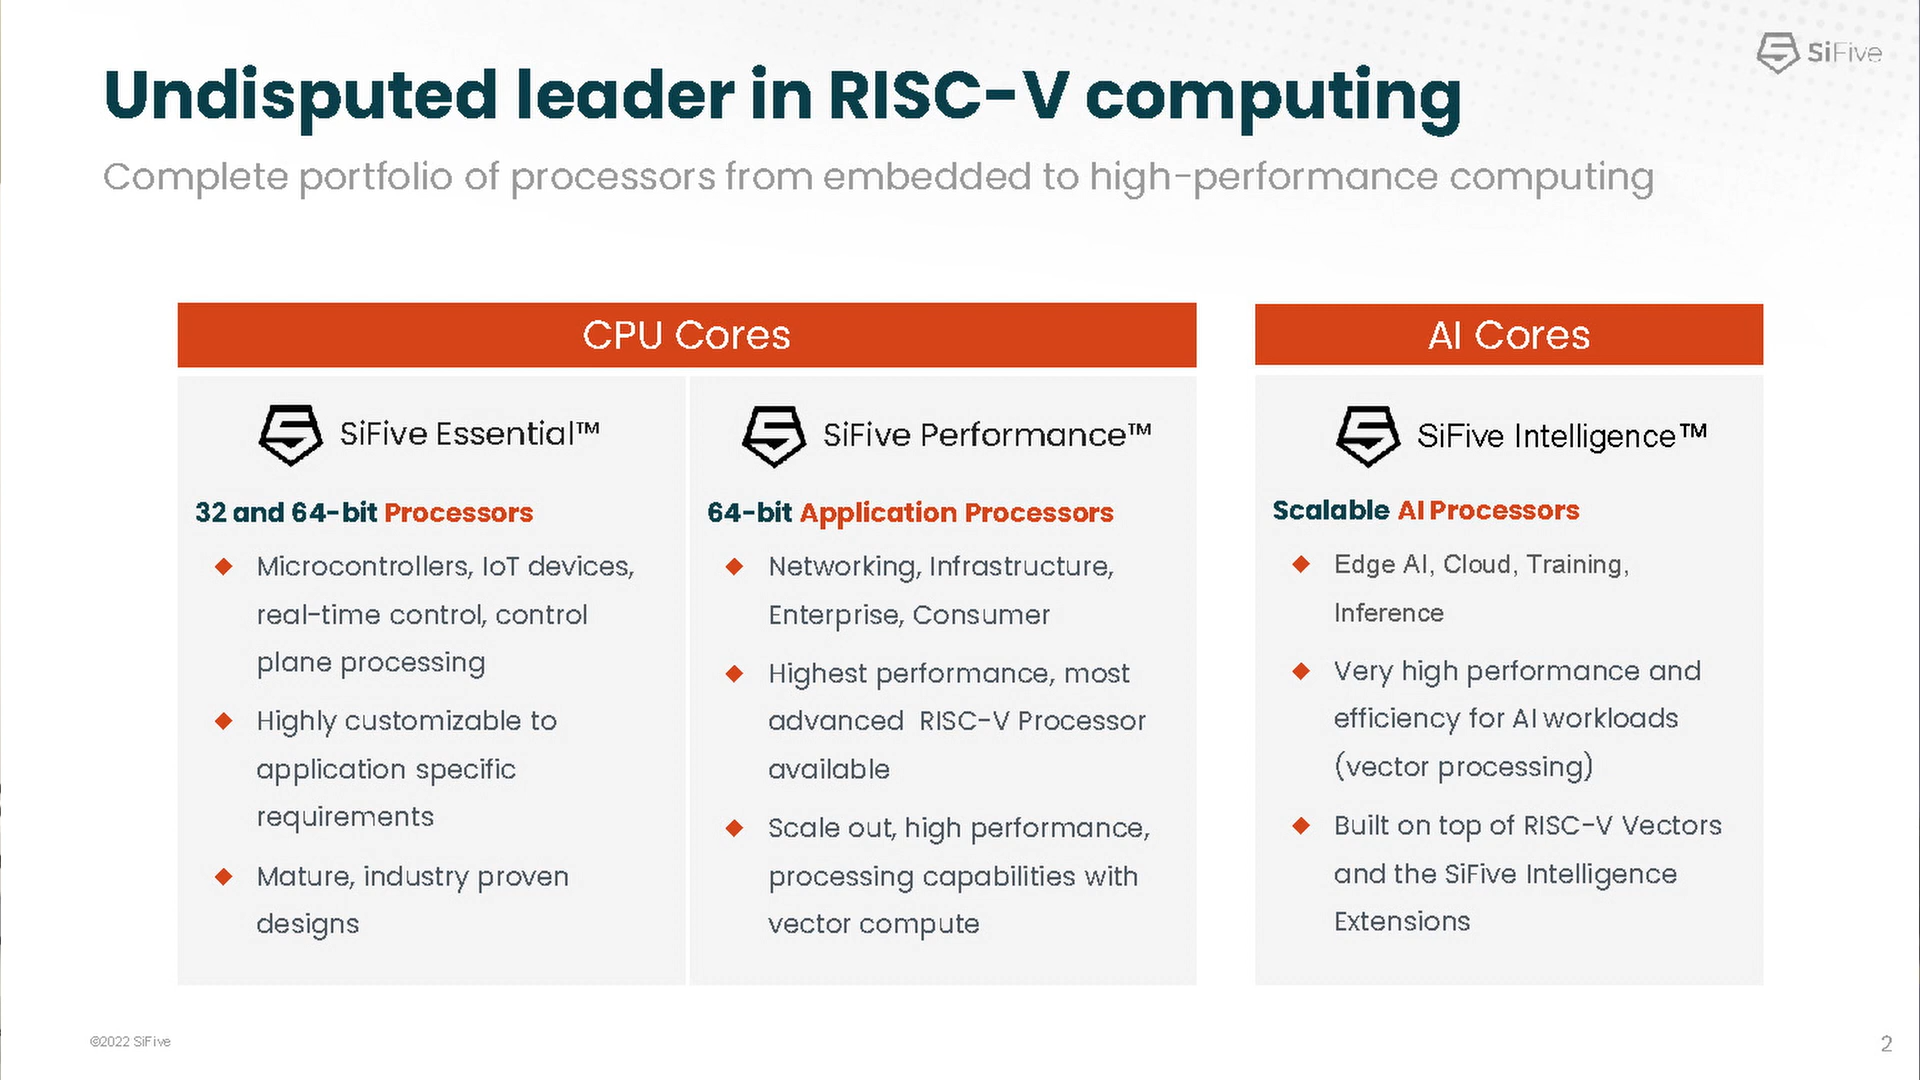 SiFive
Undisputed leader in RISC-V computing
Complete portfolio of processors from embedded to high-performance computing
CPU Cores
SiFive Essential™
32 and 64-bit Processors
Microcontrollers, IoT devices,
real-time control, control
plane processing
Highly customizable to
application specific
requirements
Mature, industry proven
designs
SiFive Performance™
64-bit Application Processors
Networking, Infrastructure,
Enterprise, Consumer
Highest performance, most
advanced RISC-V Processor
available
Scale out, high performance,
processing capabilities with
vector compute
AI Cores
SiFive Intelligence™
Scalable AI Processors
Edge AI, Cloud, Training,
Inference
Very high performance and
efficiency for AI workloads
(vector processing)
Built on top of RISC-V Vectors
and the SiFive Intelligence
Extensions
©2022 SiFive
2